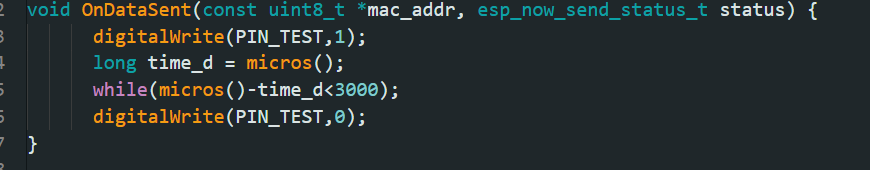 void OnDataSent(const uint8_t *mac_addr, esp_now_send_status_t status) {
digitalWrite(PIN_TEST,1);
long time_d = micros();
while(micros()-time_d<3000);
digitalWrite(PIN_TEST,0);
}